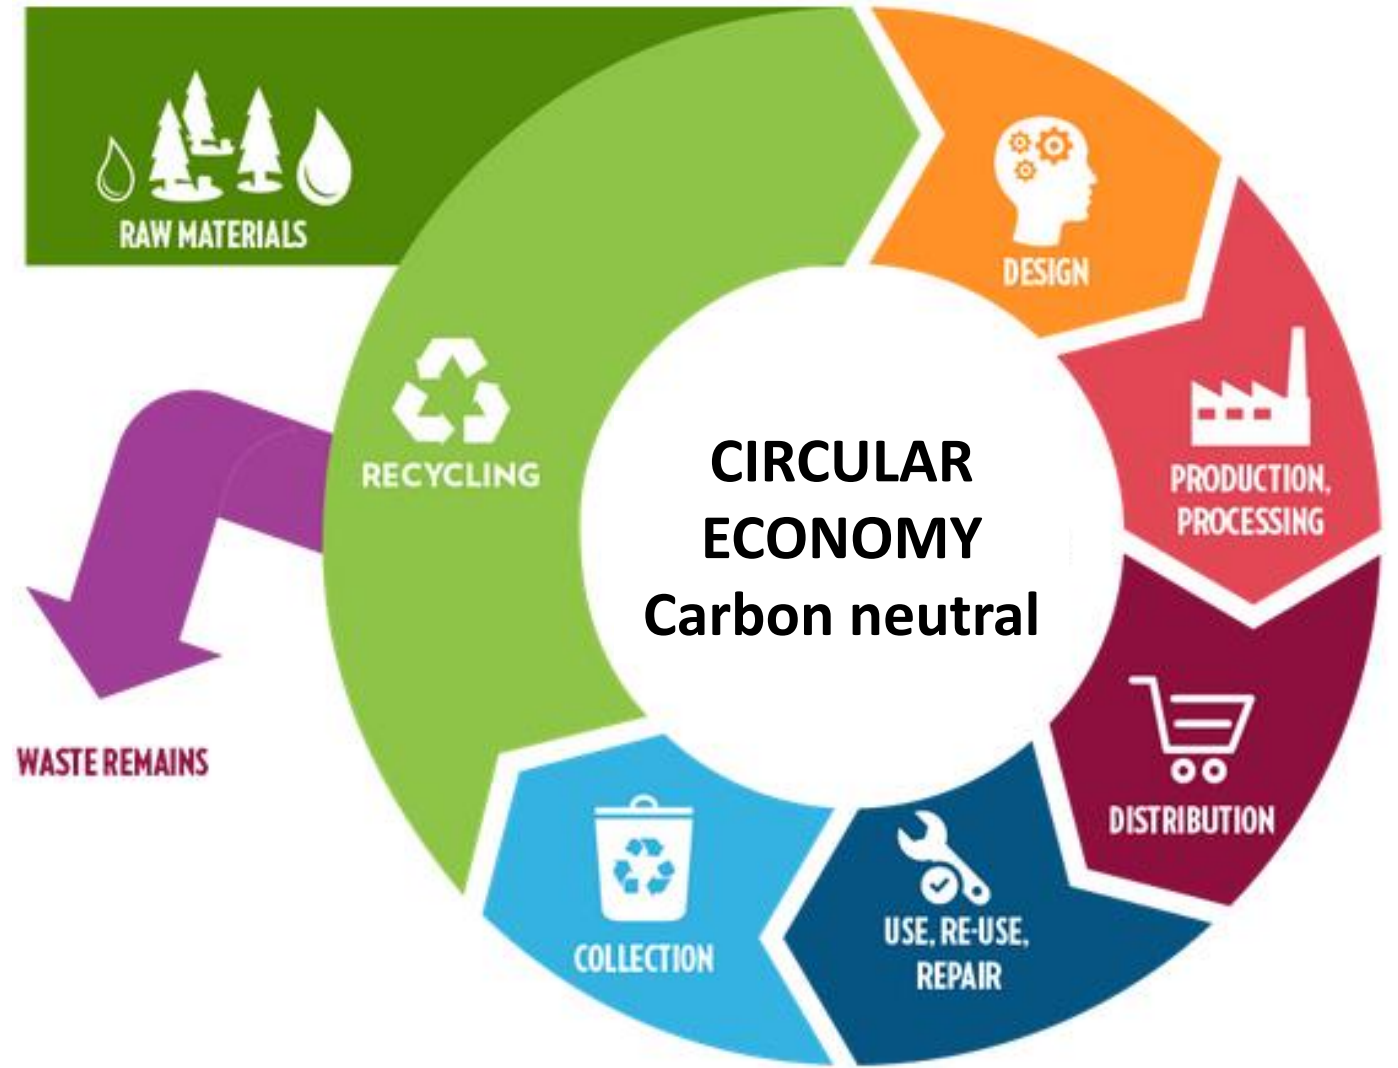 RAW MATERIALS
DESIGN
RECYCLING
PRODUCTION,
PROCESSING
CIRCULAR
ECONOMY
Carbon neutral
WASTE REMAINS
DISTRIBUTION
COLLECTION
USE, RE-USE,
REPAIR